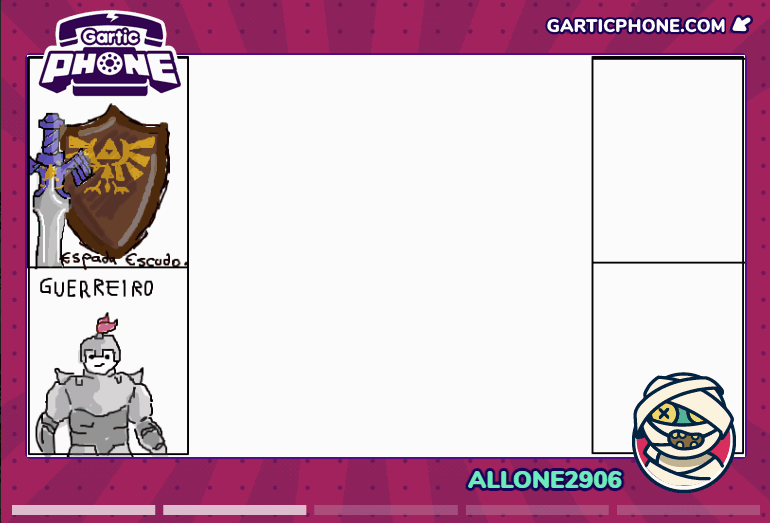 Gartic
PHONE
GARTICPHONE.COM
Espada Escudo.
GUERREIRO
ALLONE2906